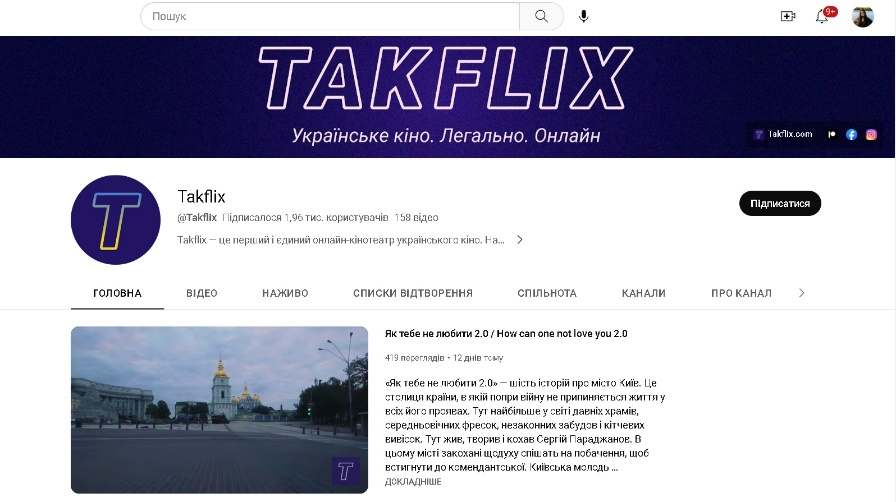 Пошук
9+
TAKFLIX
Українське кіно. Легально. Онлайн
Takflix.com
Takflix
@Takflix Підписалося 1,96 тис. користувачів 158 відео
Takflix — це перший і єдиний онлайн-кінотеатр українського кіно. На...
Підписатися
ГОЛОВНА ВІДЕО НАЖИВО СПИСКИ ВІДТВОРЕННЯ СПІЛЬНОТА КАНАЛИ ПРО КАНАЛ
Як тебе не любити 2.0 / How can one not love you 2.0
419 переглядів • 12 днів тому
«Як тебе не любити 2.0» — шість історій про місто Київ. Це
столиця країни, в якій попри війну не припиняється життя у
всіх його проявах. Тут найбільше у світі давніх храмів,
середньовічних фресок, незаконних забудов і кітчевих
вивісок. Тут жив, творив і кохав Сергій Параджанов. В
цьому місті закохані щодуху спішать на побачення, щоб
встигнути до комендантської. Київська молодь ...
ДОКЛАДНІШЕ